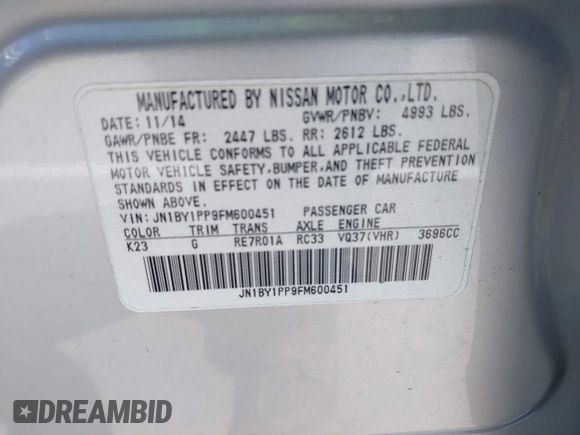 MANUFACTURED BY NISSAN MOTOR CO.,LTD.
DATE: 11/14 GVWR/PNBV: 4993 LBS.
GAWR/PNBE FR: 2447 LBS. RR: 2612 LBS.
THIS VEHICLE CONFORMS TO ALL APPLICABLE FEDERAL
MOTOR VEHICLE SAFETY,BUMPER,AND THEFT PREVENTION
STANDARDS IN EFFECT ON THE DATE OF MANUFACTURE
SHOWN ABOVE.
VIN: JN1BY1PP9FM600451 PASSENGER CAR
COLOR TRIM TRANS AXLE ENGINE
K23 G RE7R01A RC33 VQ37(VHR) 3696CC
JN1BY1PP9FM600451
DREAMBID